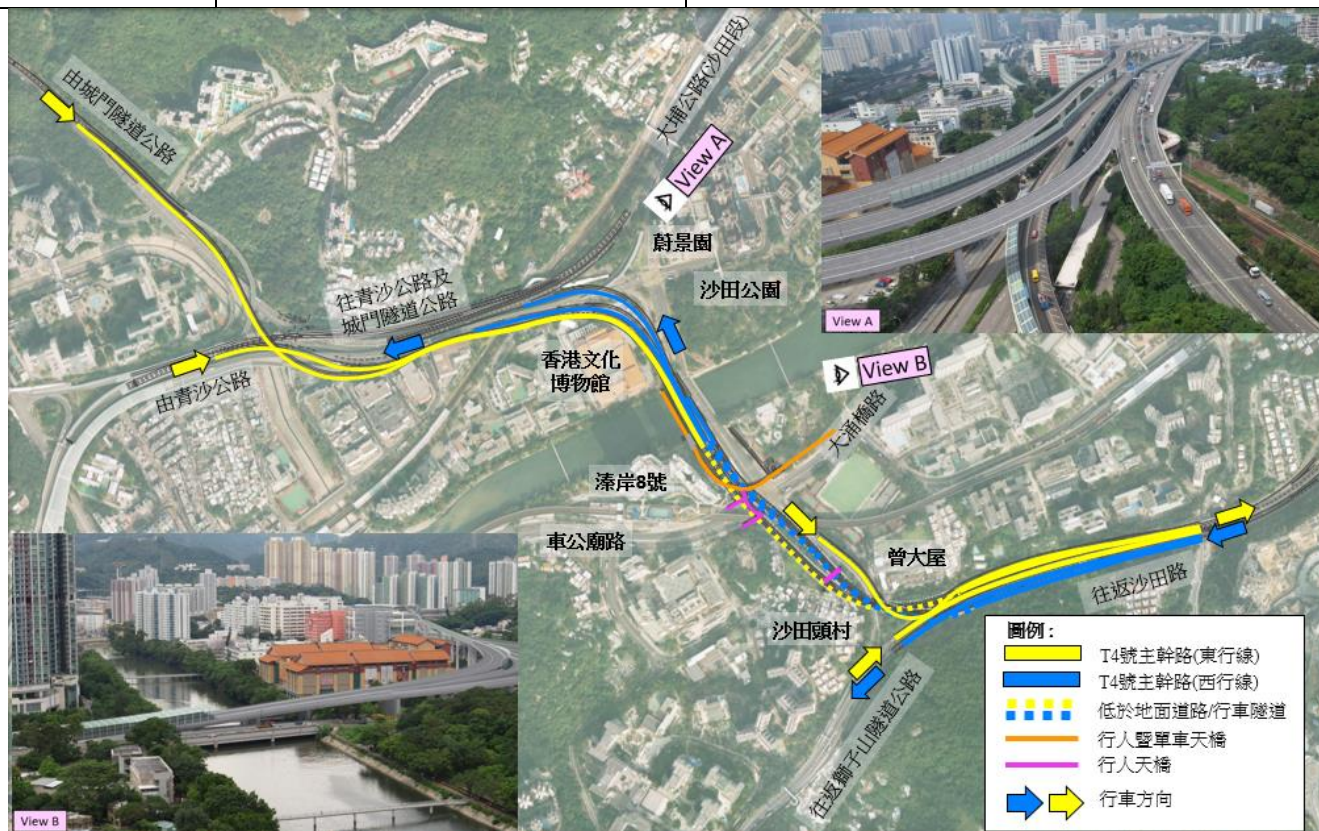 由城門隧道公路
大埔公路(沙田段)
View A
蔚景園
沙田公園
往青沙公路及
城門隧道公路
View A
由青沙公路
香港文化
博物館
View B
大涌橋路
溱岸8號
車公廟路
曾大屋
往返沙田路
沙田頭村
往返獅子山隧道公路
圖例：
T4號主幹路(東行線)
T4號主幹路(西行線)
低於地面道路/行車隧道
行人暨單車天橋
行人天橋
行車方向
View B